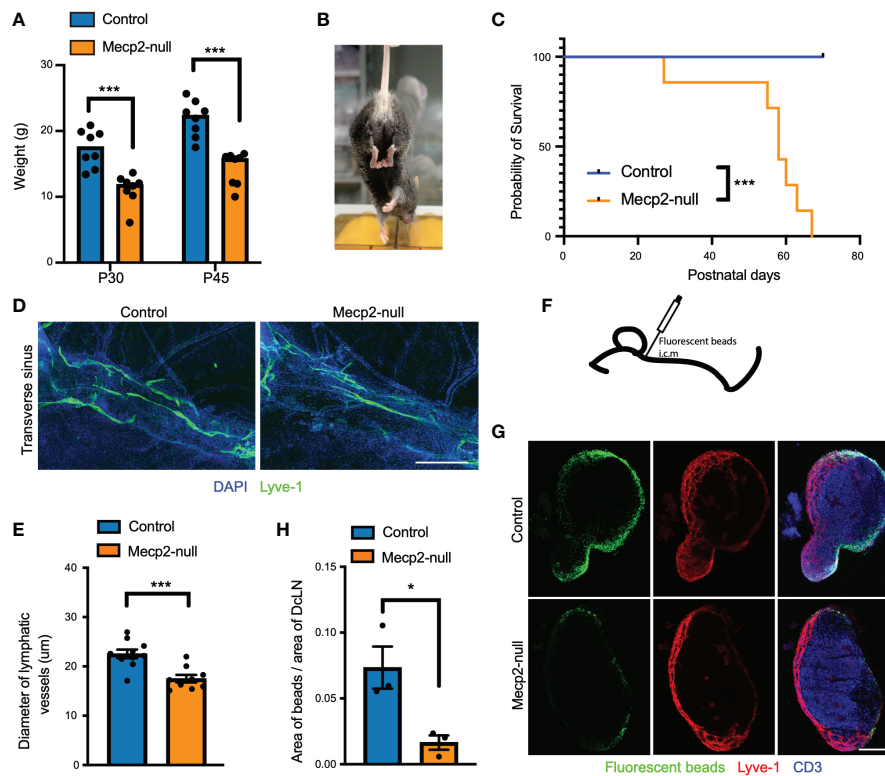 A
Control
Mecp2-null
***
***
30
20
10
0
Weight (g)
P30
P45
B
C
100
50
0
Probability of Survival
Control
Mecp2-null
***
0
20
40
60
80
Postnatal days
D
Control
Mecp2-null
Transverse sinus
DAPI Lyve-1
E
Control
Mecp2-null
***
40
30
20
10
0
Diameter of lymphatic
vessels (um)
H
Control
Mecp2-null
*
0.15
0.10
0.05
0.00
Area of beads / area of DcLN
F
Fluorescent beads
i.c.m
G
Control
Mecp2-null
Fluorescent beads Lyve-1 CD3